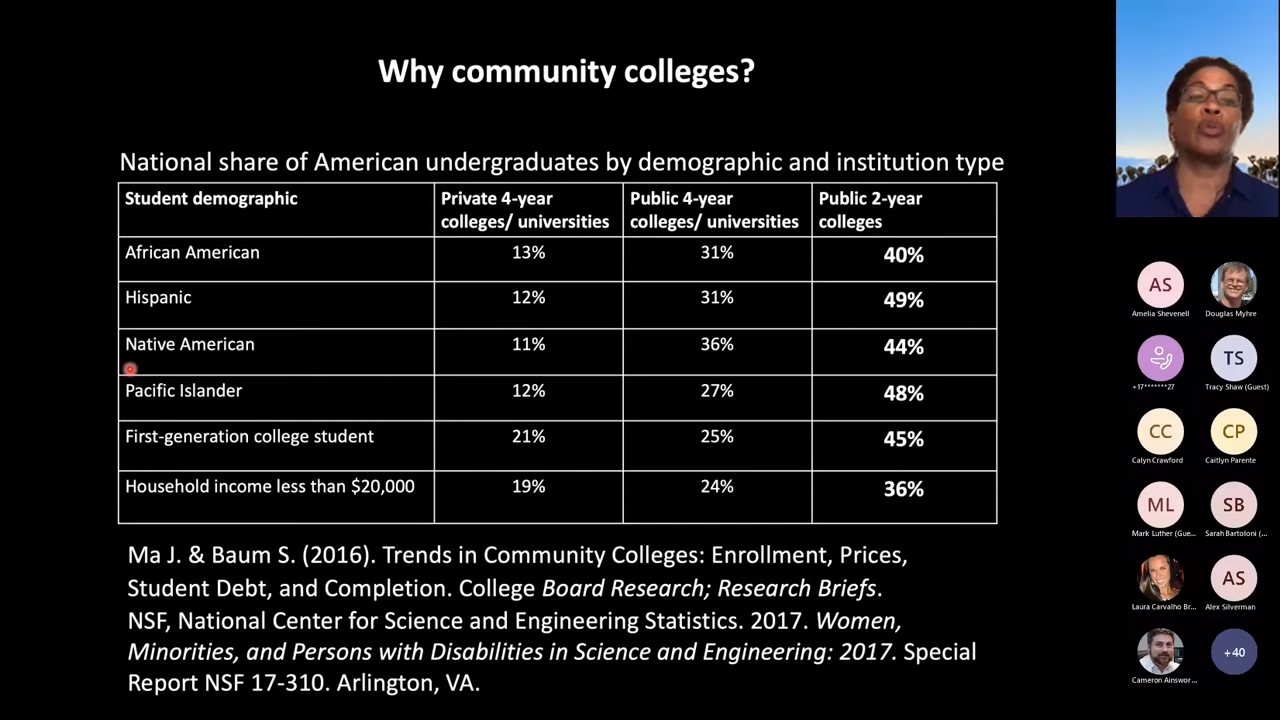 Why community colleges?
National share of American undergraduates by demographic and institution type
Student demographic
Private 4-year
colleges/ universities
Public 4-year
colleges/ universities
Public 2-year
colleges
African American 13% 31% 40%
Hispanic 12% 31% 49%
Native American 11% 36% 44%
Pacific Islander 12% 27% 48%
First-generation college student 21% 25% 45%
Household income less than $20,000 19% 24% 36%
Ma J. & Baum S. (2016). Trends in Community Colleges: Enrollment, Prices,
Student Debt, and Completion. College Board Research; Research Briefs.
NSF, National Center for Science and Engineering Statistics. 2017. Women,
Minorities, and Persons with Disabilities in Science and Engineering: 2017. Special
Report NSF 17-310. Arlington, VA.
AS
Amelia Shevenell
Douglas Myhre
+17*******27
TS
Tracy Shaw (Guest)
CC
Calyn Crawford
CP
Caitlyn Parente
ML
Mark Luther (Gue...
SB
Sarah Bartoloni (...
Laura Carvalho Br...
AS
Alex Silverman
Cameron Ainswor...
+40